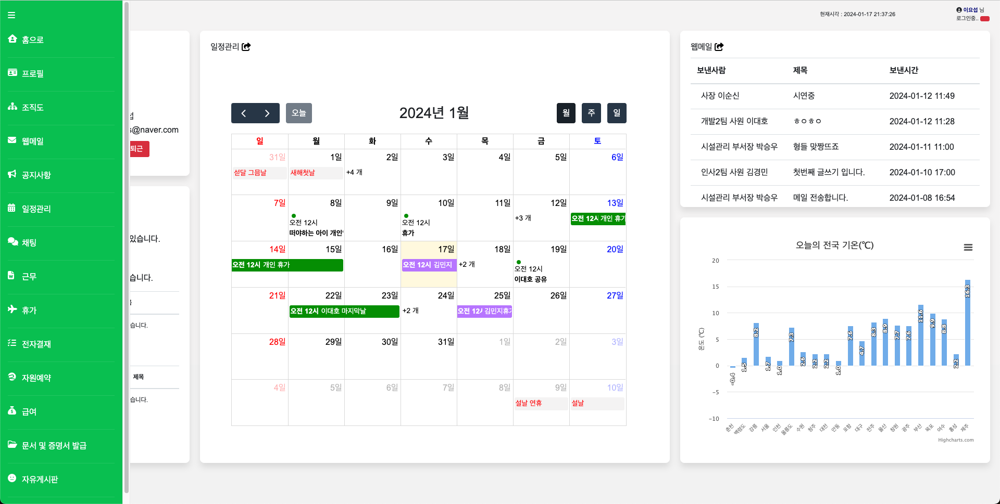 현재시각 : 2024-01-17 21:37:26
이요섭 님
로그인중..
홈으로
프로필
조직도
웹메일
공지사항
일정관리
채팅
근무
휴가
전자결재
자원예약
급여
문서 및 증명서 발급
자유게시판
섭
s@naver.com
퇴근
있습니다.
습니다.
습니다.
제목
습니다.
일정관리
오늘
2024년 1월
월 주 일
일 월 화 수 목 금 토
31일 1일 2일 3일 4일 5일 6일
섣달 그믐날 새해첫날 +4 개
7일 8일 9일 10일 11일 12일 13일
오전 12시 오전 12시 +3 개 오전 12시 개인 휴가
떠야하는 아이 개인 휴가
14일 15일 16일 17일 18일 19일 20일
오전 12시 개인 휴가 오전 12시 김민지 +2 개 오전 12시
이대호 공유
21일 22일 23일 24일 25일 26일 27일
오전 12시 이대호 마지막날 +2 개 오전 12시 김민지휴가
28일 29일 30일 31일 1일 2일 3일
4일 5일 6일 7일 8일 9일 10일
설날 연휴 설날
웹메일
보낸사람 제목 보낸시간
사장 이순신 시연중 2024-01-12 11:49
개발2팀 사원 이대호 ㅎㅇㅎㅇ 2024-01-12 11:28
시설관리 부서장 박승우 형들 맞짱뜨죠 2024-01-11 11:00
인사2팀 사원 김경민 첫번째 글쓰기 입니다. 2024-01-10 17:00
시설관리 부서장 박승우 메일 전송합니다. 2024-01-08 16:54
오늘의 전국 기온(℃)
온도 (℃)
20
15
10
5
0
-5
-10
-0.4 1.5 8.2 1.7 1.0 7.3 2.6 2.2 2.2 1.0 7.6 4.7 8.3 8.9 7.7 7.6 11.6 9.9 8.8 2.2 16.3
춘천 백령도 강릉 서울 인천 울릉도 수원 청주 대전 안동 포항 대구 전주 울산 창원 광주 부산 목포 여수 홍성 제주
Highcharts.com